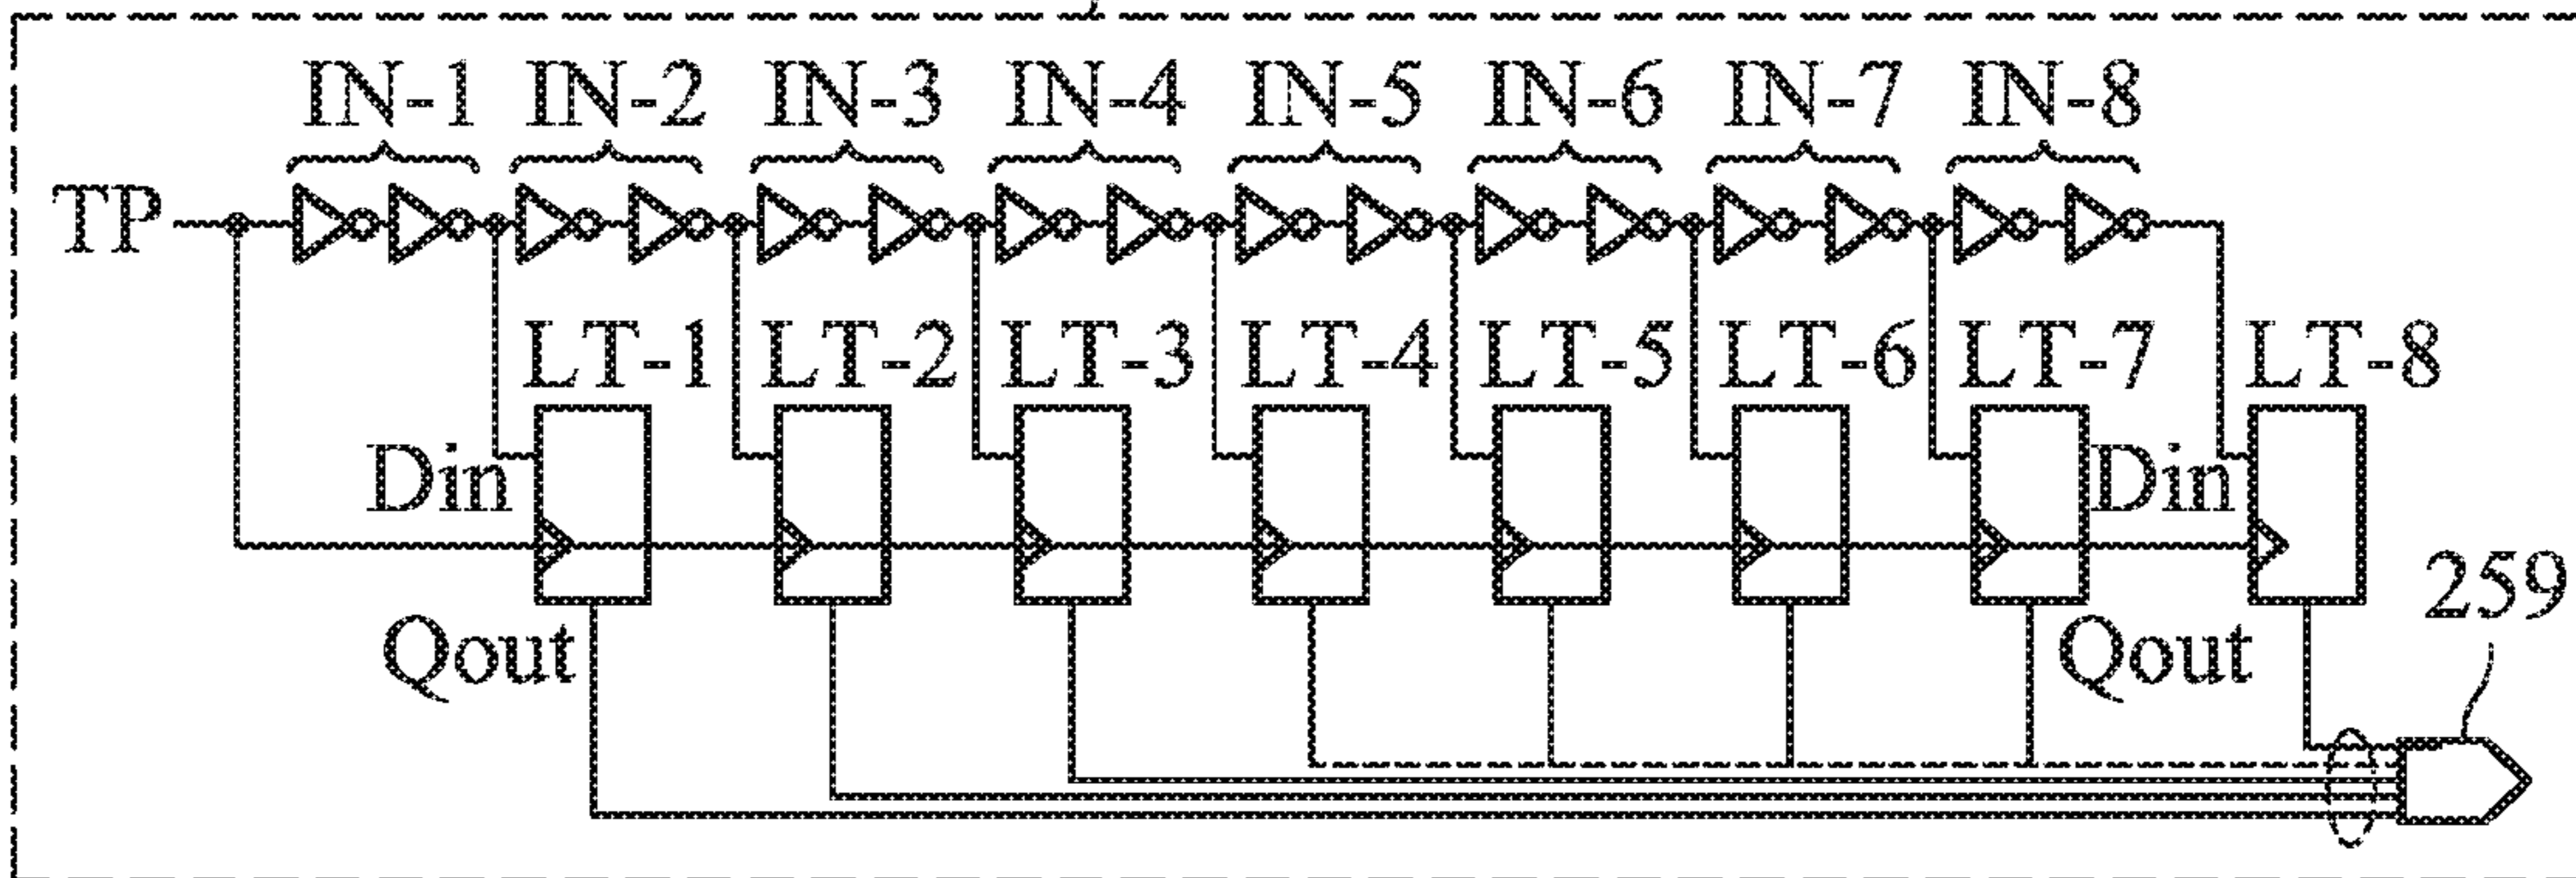 IN-1 IN-2 IN-3 IN-4 IN-5 IN-6 IN-7 IN-8
TP
LT-1 LT-2 LT-3 LT-4 LT-5 LT-6 LT-7 LT-8
Din Din
259
Qout Qout